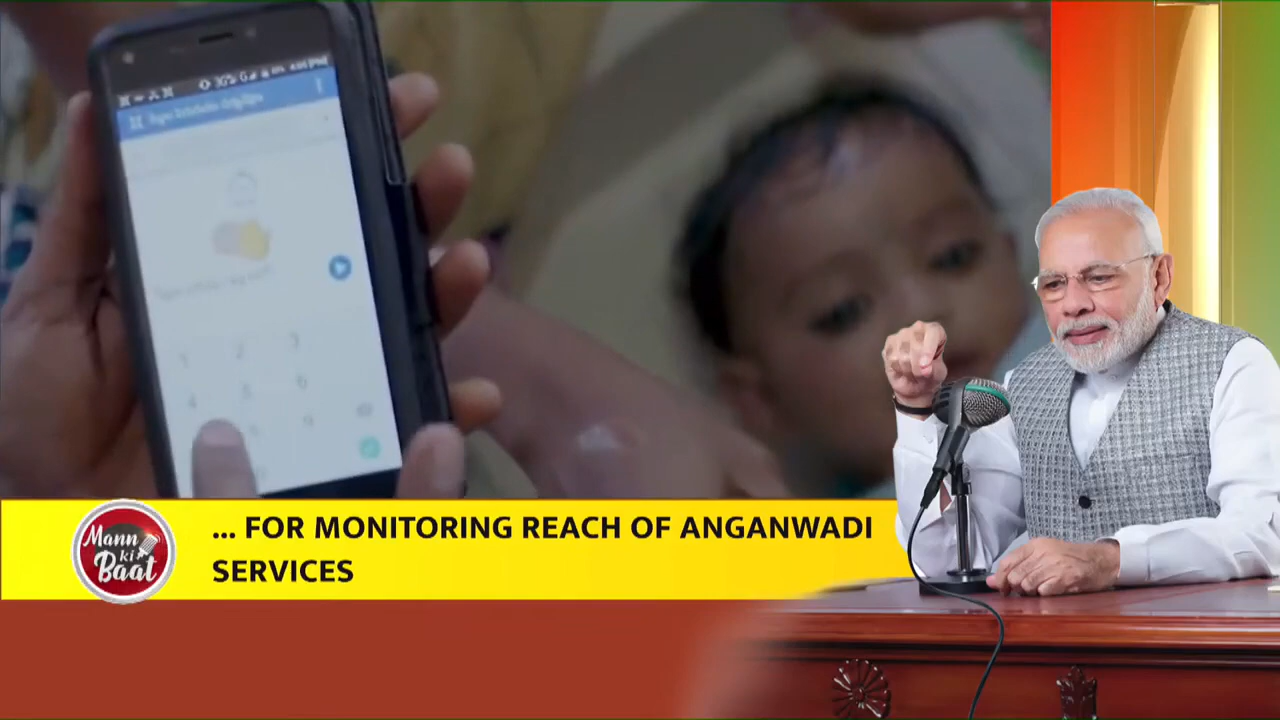 Mann
ki
Baat
... FOR MONITORING REACH OF ANGANWADI
SERVICES